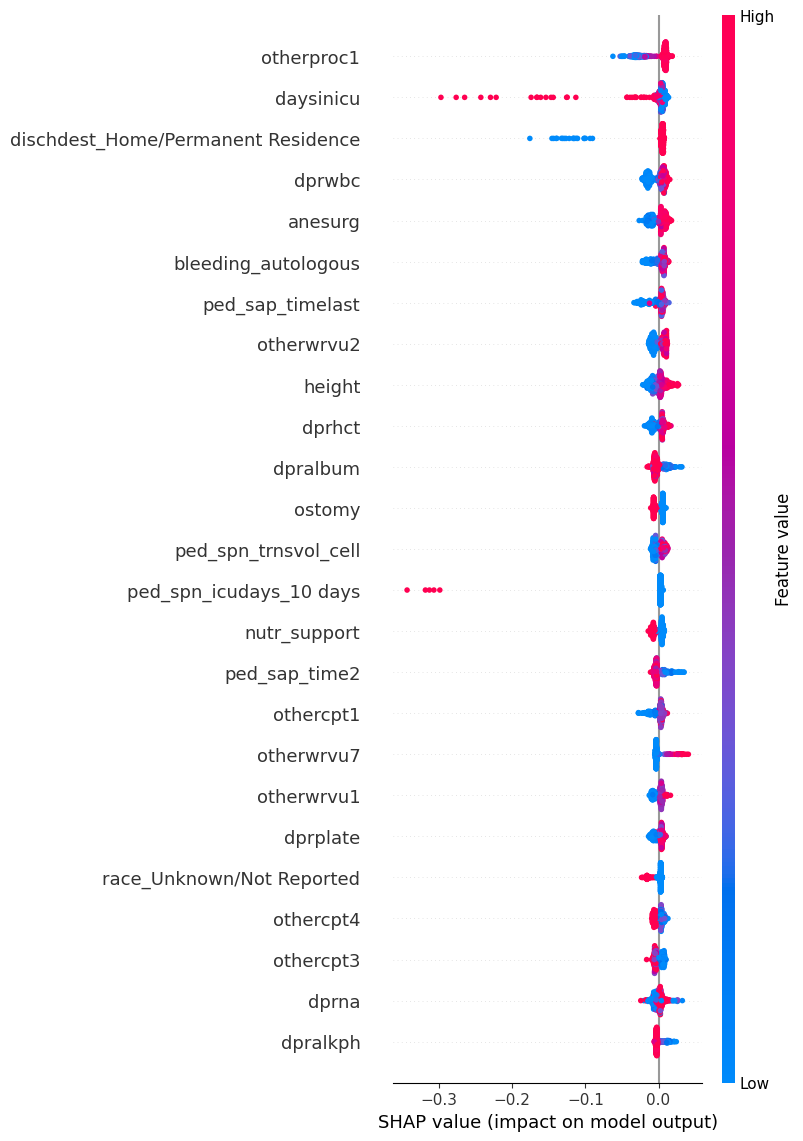 High
otherproc1
daysinicu
dischdest_Home/Permanent Residence
dprwbc
anesurg
bleeding_autologous
ped_sap_timelast
otherwrvu2
height
dprhct
dpralbum
ostomy
ped_spn_trnsvol_cell
ped_spn_icudays_10 days
nutr_support
ped_sap_time2
othercpt1
otherwrvu7
otherwrvu1
dprplate
race_Unknown/Not Reported
othercpt4
othercpt3
dprna
dpralkph
Feature value
Low
−0.3 −0.2 −0.1 0.0
SHAP value (impact on model output)